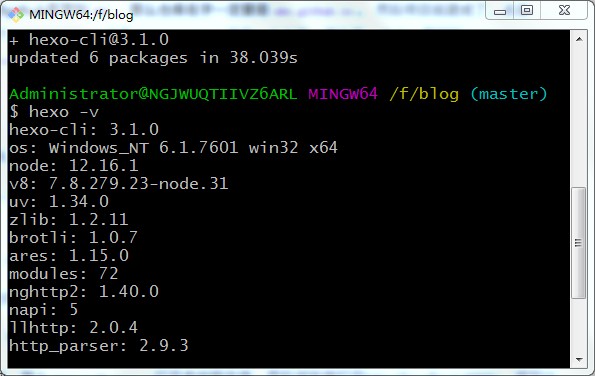 MINGW64:/f/blog
+ hexo-cli@3.1.0
updated 6 packages in 38.039s
Administrator@NGJWUQTIIVZ6ARL MINGW64 /f/blog (master)
$ hexo -v
hexo-cli: 3.1.0
os: Windows_NT 6.1.7601 win32 x64
node: 12.16.1
v8: 7.8.279.23-node.31
uv: 1.34.0
zlib: 1.2.11
brotli: 1.0.7
ares: 1.15.0
modules: 72
nghttp2: 1.40.0
napi: 5
llhttp: 2.0.4
http_parser: 2.9.3